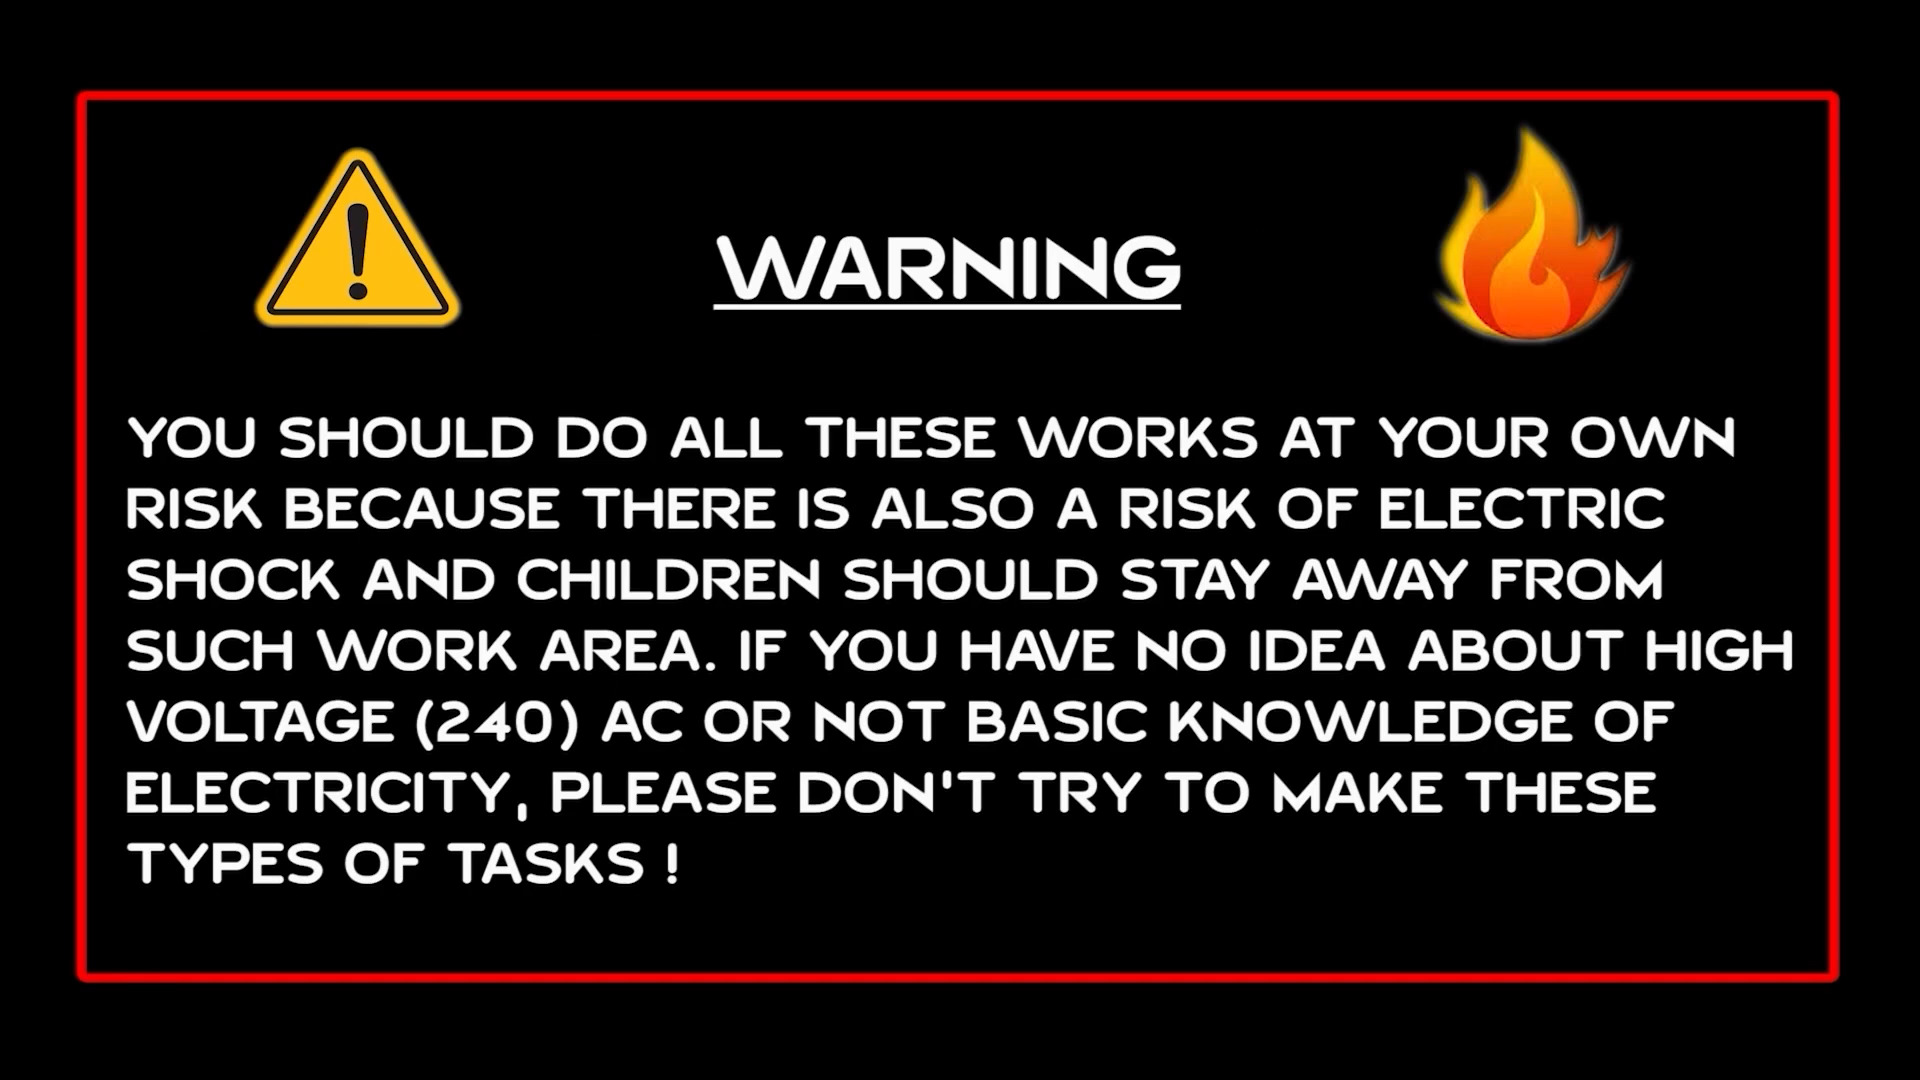 WARNING
YOU SHOULD DO ALL THESE WORKS AT YOUR OWN
RISK BECAUSE THERE IS ALSO A RISK OF ELECTRIC
SHOCK AND CHILDREN SHOULD STAY AWAY FROM
SUCH WORK AREA. IF YOU HAVE NO IDEA ABOUT HIGH
VOLTAGE (240) AC OR NOT BASIC KNOWLEDGE OF
ELECTRICITY, PLEASE DON'T TRY TO MAKE THESE
TYPES OF TASKS !